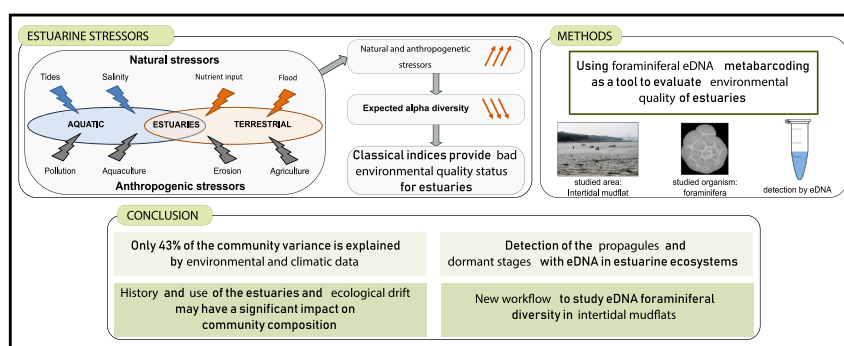 ESTUARINE STRESSORS
Natural stressors
Tides
Salinity
Nutrient input
Flood
AQUATIC
ESTUARIES
TERRESTRIAL
Pollution
Aquaculture
Erosion
Agriculture
Anthropogenic stressors
Natural and anthropogenetic
stressors
Expected alpha diversity
Classical indices provide bad
environmental quality status
for estuaries
METHODS
Using foraminiferal eDNA metabarcoding
as a tool to evaluate environmental
quality of estuaries
studied area:
Intertidal mudflat
studied organism:
foraminifera
detection by eDNA
CONCLUSION
Only 43% of the community variance is explained
by environmental and climatic data
Detection of the propagules and
dormant stages with eDNA in estuarine ecosystems
History and use of the estuaries and ecological drift
may have a significant impact on
community composition
New workflow to study eDNA foraminiferal
diversity in intertidal mudflats